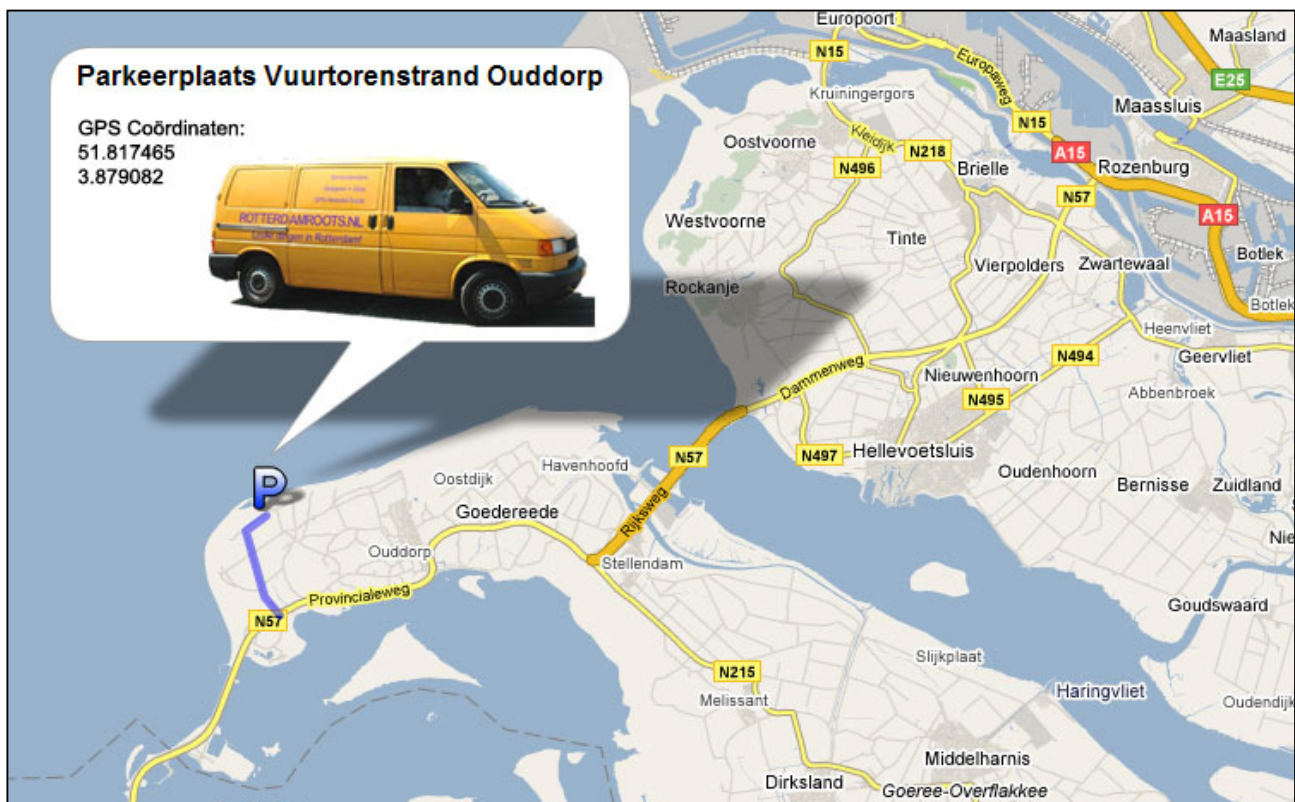 Parkeerplaats Vuurtorenstrand Ouddorp
GPS Coördinaten:
51.817465
3.879082
ROTTERDAMROOTS.NL
P
Europoort
N15
Maasland
E25
Europaweg
Kruiningergors
Maassluis
N15
Oostvoorne
Kleidijk
N218
A15
Rozenburg
N496
Brielle
N57
A15
Westvoorne
Tinte
Botlek
Vierpolders
Zwartewaal
Rockanje
Botlek
Heenvliet
N494
Geervliet
Dammenweg
Nieuwenhoorn
Abbenbroek
N495
N57
N497
Hellevoetsluis
Havenhoofd
Oostdijk
Oudenhoorn
Bernisse
Zuidland
Goedereede
Rijksweg
Nie
Ouddorp
Stellendam
Provincialeweg
N57
Goudswaard
Slijkplaat
N215
Haringvliet
Melissant
Oudendijk
Middelharnis
Dirksland
Goeree-Overflakkee